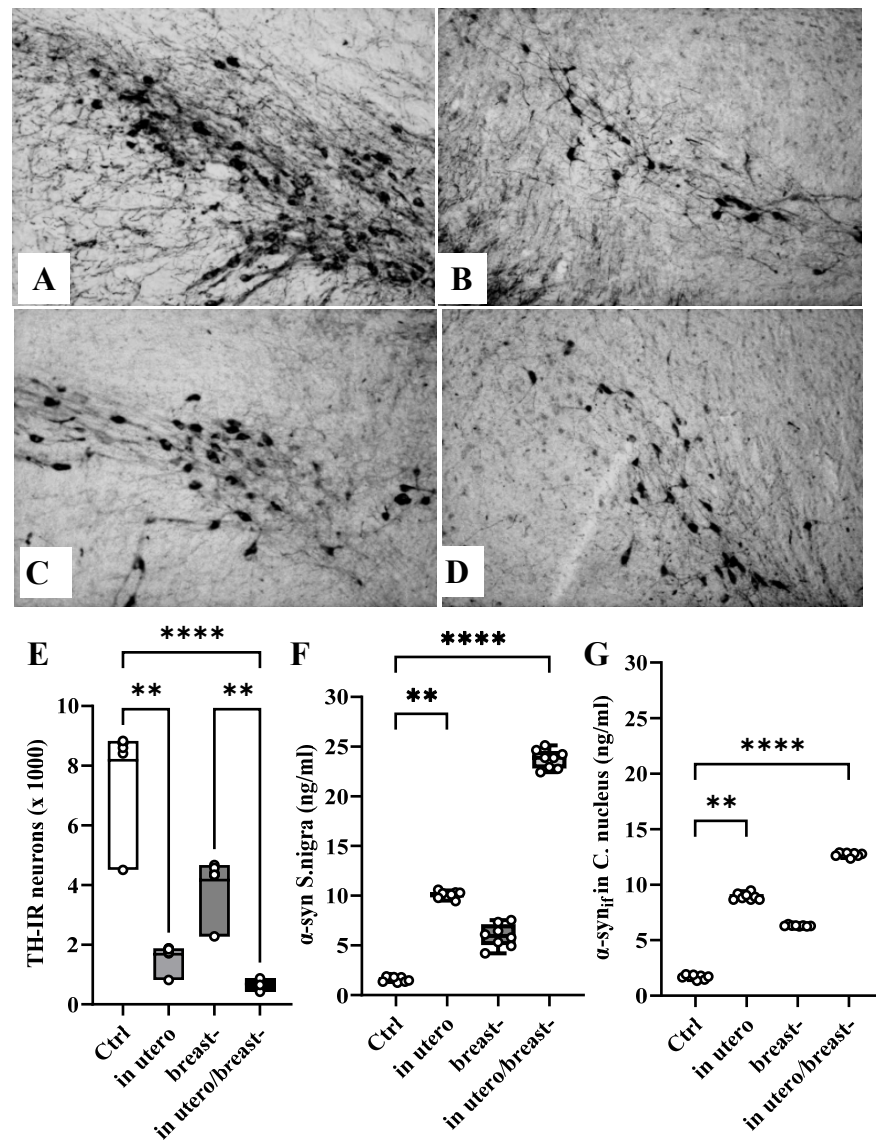 A
B
C
D
E
****
**
**
TH-IR neurons (x 1000)
10
8
6
4
2
0
Ctrl
in utero
breast-
in utero/breast-
F
****
**
α-syn S.nigra (ng/ml)
30
25
20
15
10
5
0
Ctrl
in utero
breast-
in utero/breast-
G
****
**
α-synif in C. nucleus (ng/ml)
30
25
20
15
10
5
0
Ctrl
in utero
breast-
in utero/breast-